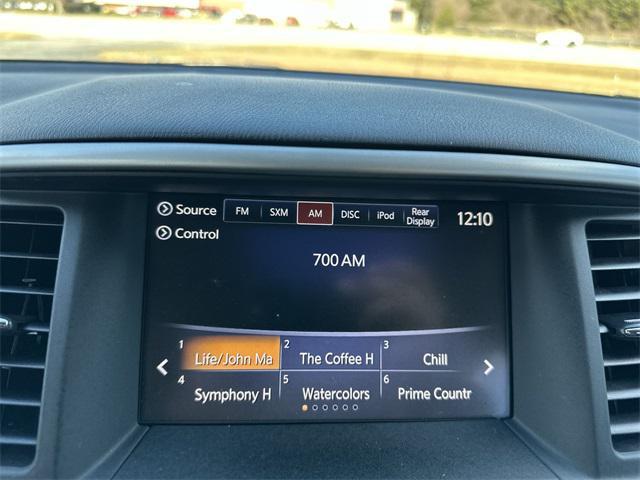 Source FM SXM AM DISC iPod Rear Display 12:10
Control
700 AM
1 Life/John Ma 2 The Coffee H 3 Chill
4 Symphony H 5 Watercolors 6 Prime Countr